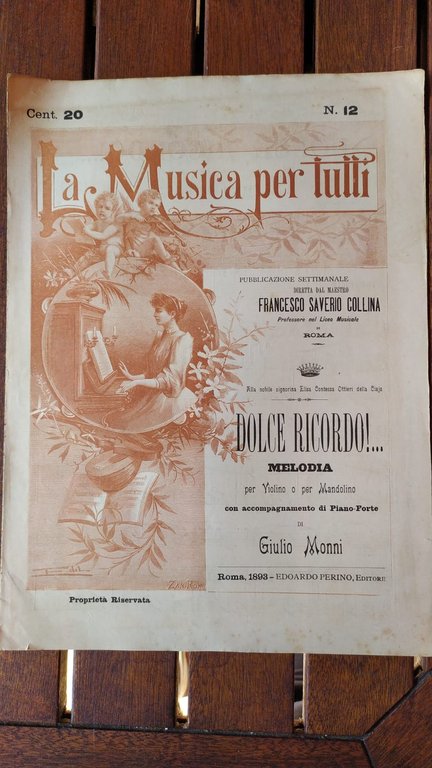 Cent. 20
N. 12
La Musica per tutti
PUBBLICAZIONE SETTIMANALE
DIRETTA DAL MAESTRO
FRANCESCO SAVERIO COLLINA
Professore nel Liceo Musicale
DI
ROMA
Alla nobile signorina Elisa Contessa Ottieri della Ciaja
DOLCE RICORDO!...
MELODIA
per Violino o per Mandolino
con accompagnamento di Piano-Forte
DI
Giulio Monni
Roma, 1893 - EDOARDO PERINO, EDITORE
Proprietà Riservata